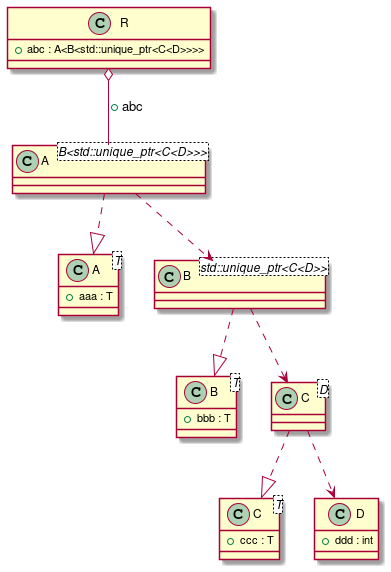 C R
abc : A<B<std::unique_ptr<C<D>>>>
abc
B<std::unique_ptr<C<D>>>
C A
T
C A
aaa : T
std::unique_ptr<C<D>>
C B
T
C B
bbb : T
D
C C
T
C C
ccc : T
C D
ddd : int